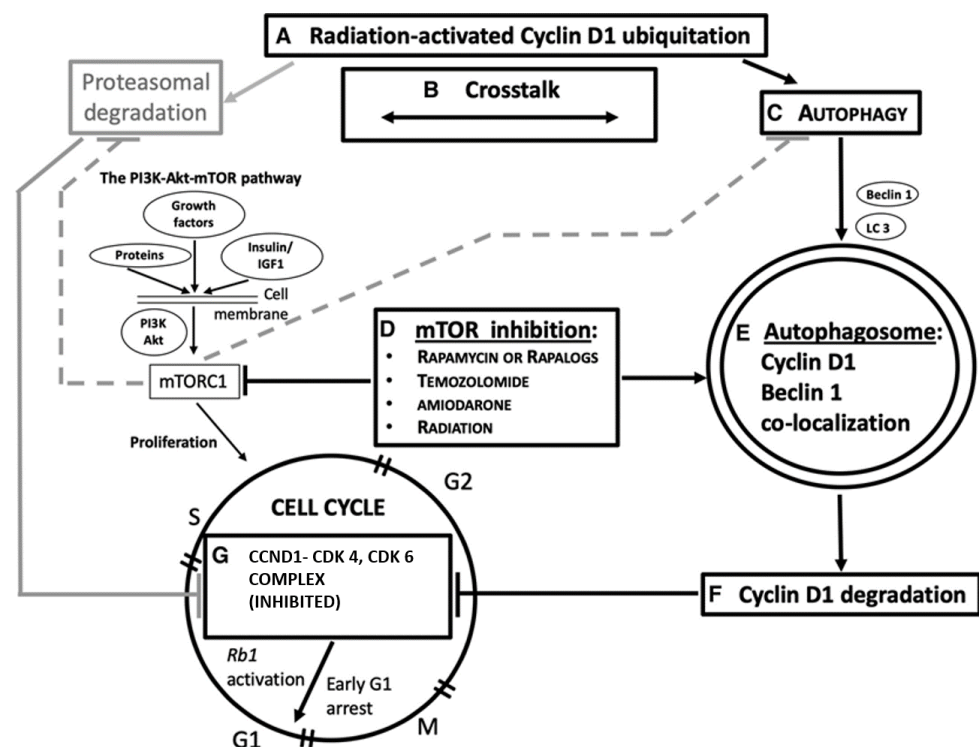 A Radiation-activated Cyclin D1 ubiquitation
Proteasomal
degradation
B Crosstalk
C AUTOPHAGY
The PI3K-Akt-mTOR pathway
Growth
factors
Proteins
Insulin/
IGF1
Cell
membrane
PI3K
Akt
mTORC1
Proliferation
Beclin 1
LC 3
D mTOR inhibition:
• RAPAMYCIN OR RAPALOGS
• TEMOZOLOMIDE
• AMIODARONE
• RADIATION
E Autophagosome:
Cyclin D1
Beclin 1
co-localization
F Cyclin D1 degradation
CELL CYCLE
G2
S
G CCND1- CDK 4, CDK 6
COMPLEX
(INHIBITED)
Rb1
activation
Early G1
arrest
G1
M